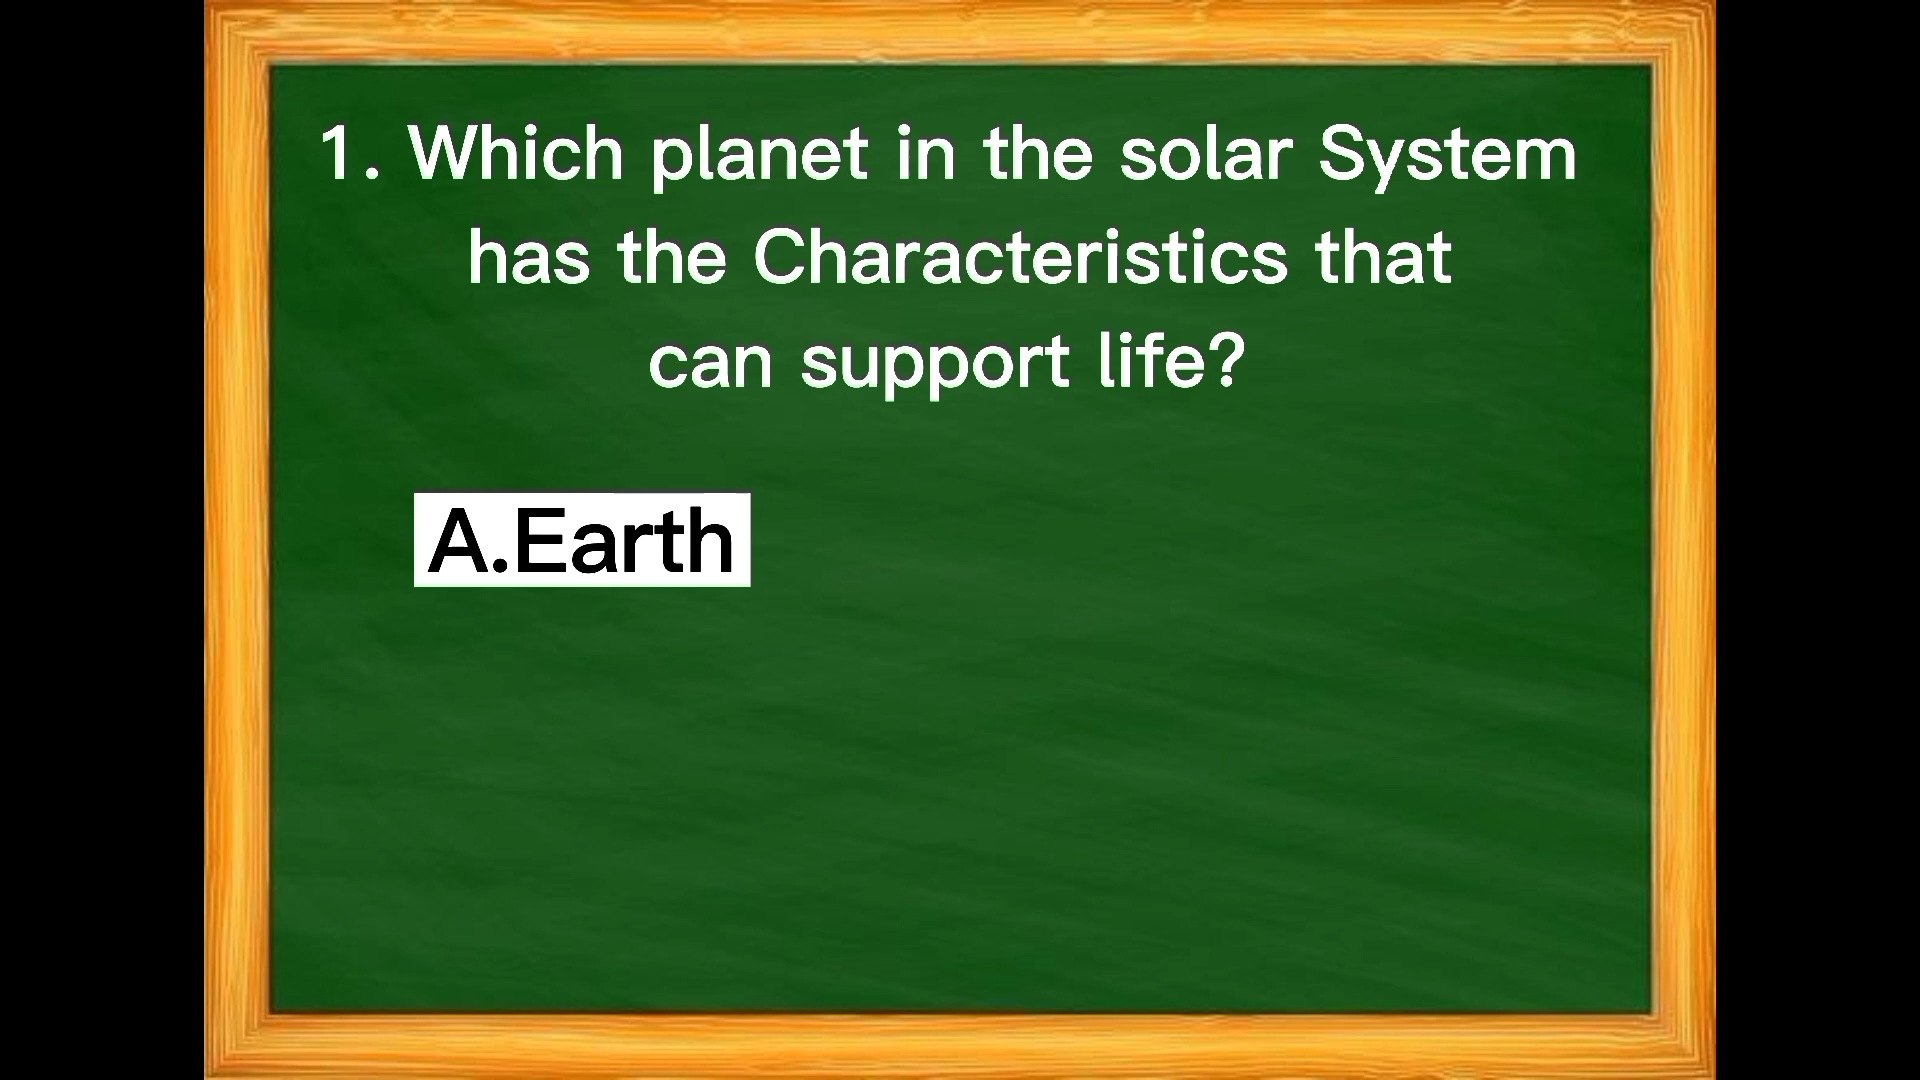 1. Which planet in the solar System
has the Characteristics that
can support life?
A.Earth